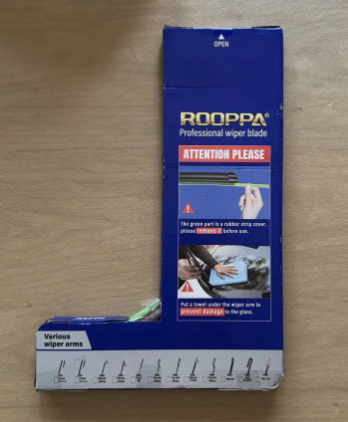 OPEN
ROOPPA®
Professional wiper blade
ATTENTION PLEASE
The green part is a rubber strip cover,
please remove it before use.
Put a towel under the wiper arm to
prevent damage to the glass.
ROOPPA
Various
wiper arms